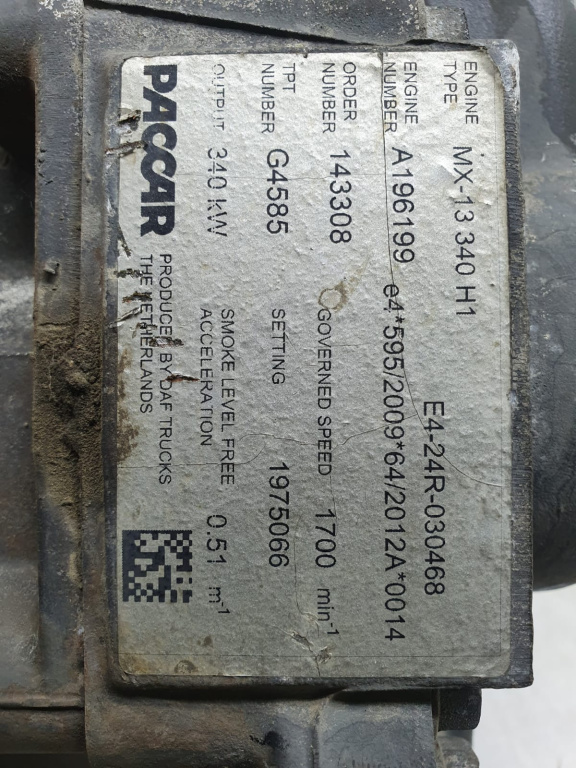 ENGINE TYPE MX-13 340 H1 E4-24R-030468
ENGINE NUMBER A196199 e4*595/2009*64/2012A*0014
ORDER NUMBER 143308 GOVERNED SPEED 1700 min-1
TPT NUMBER G4585 SETTING 1975066
OUTPUT 340 kW SMOKE LEVEL FREE ACCELERATION 0.51 m-1
PACCAR PRODUCED BY DAF TRUCKS
THE NETHERLANDS